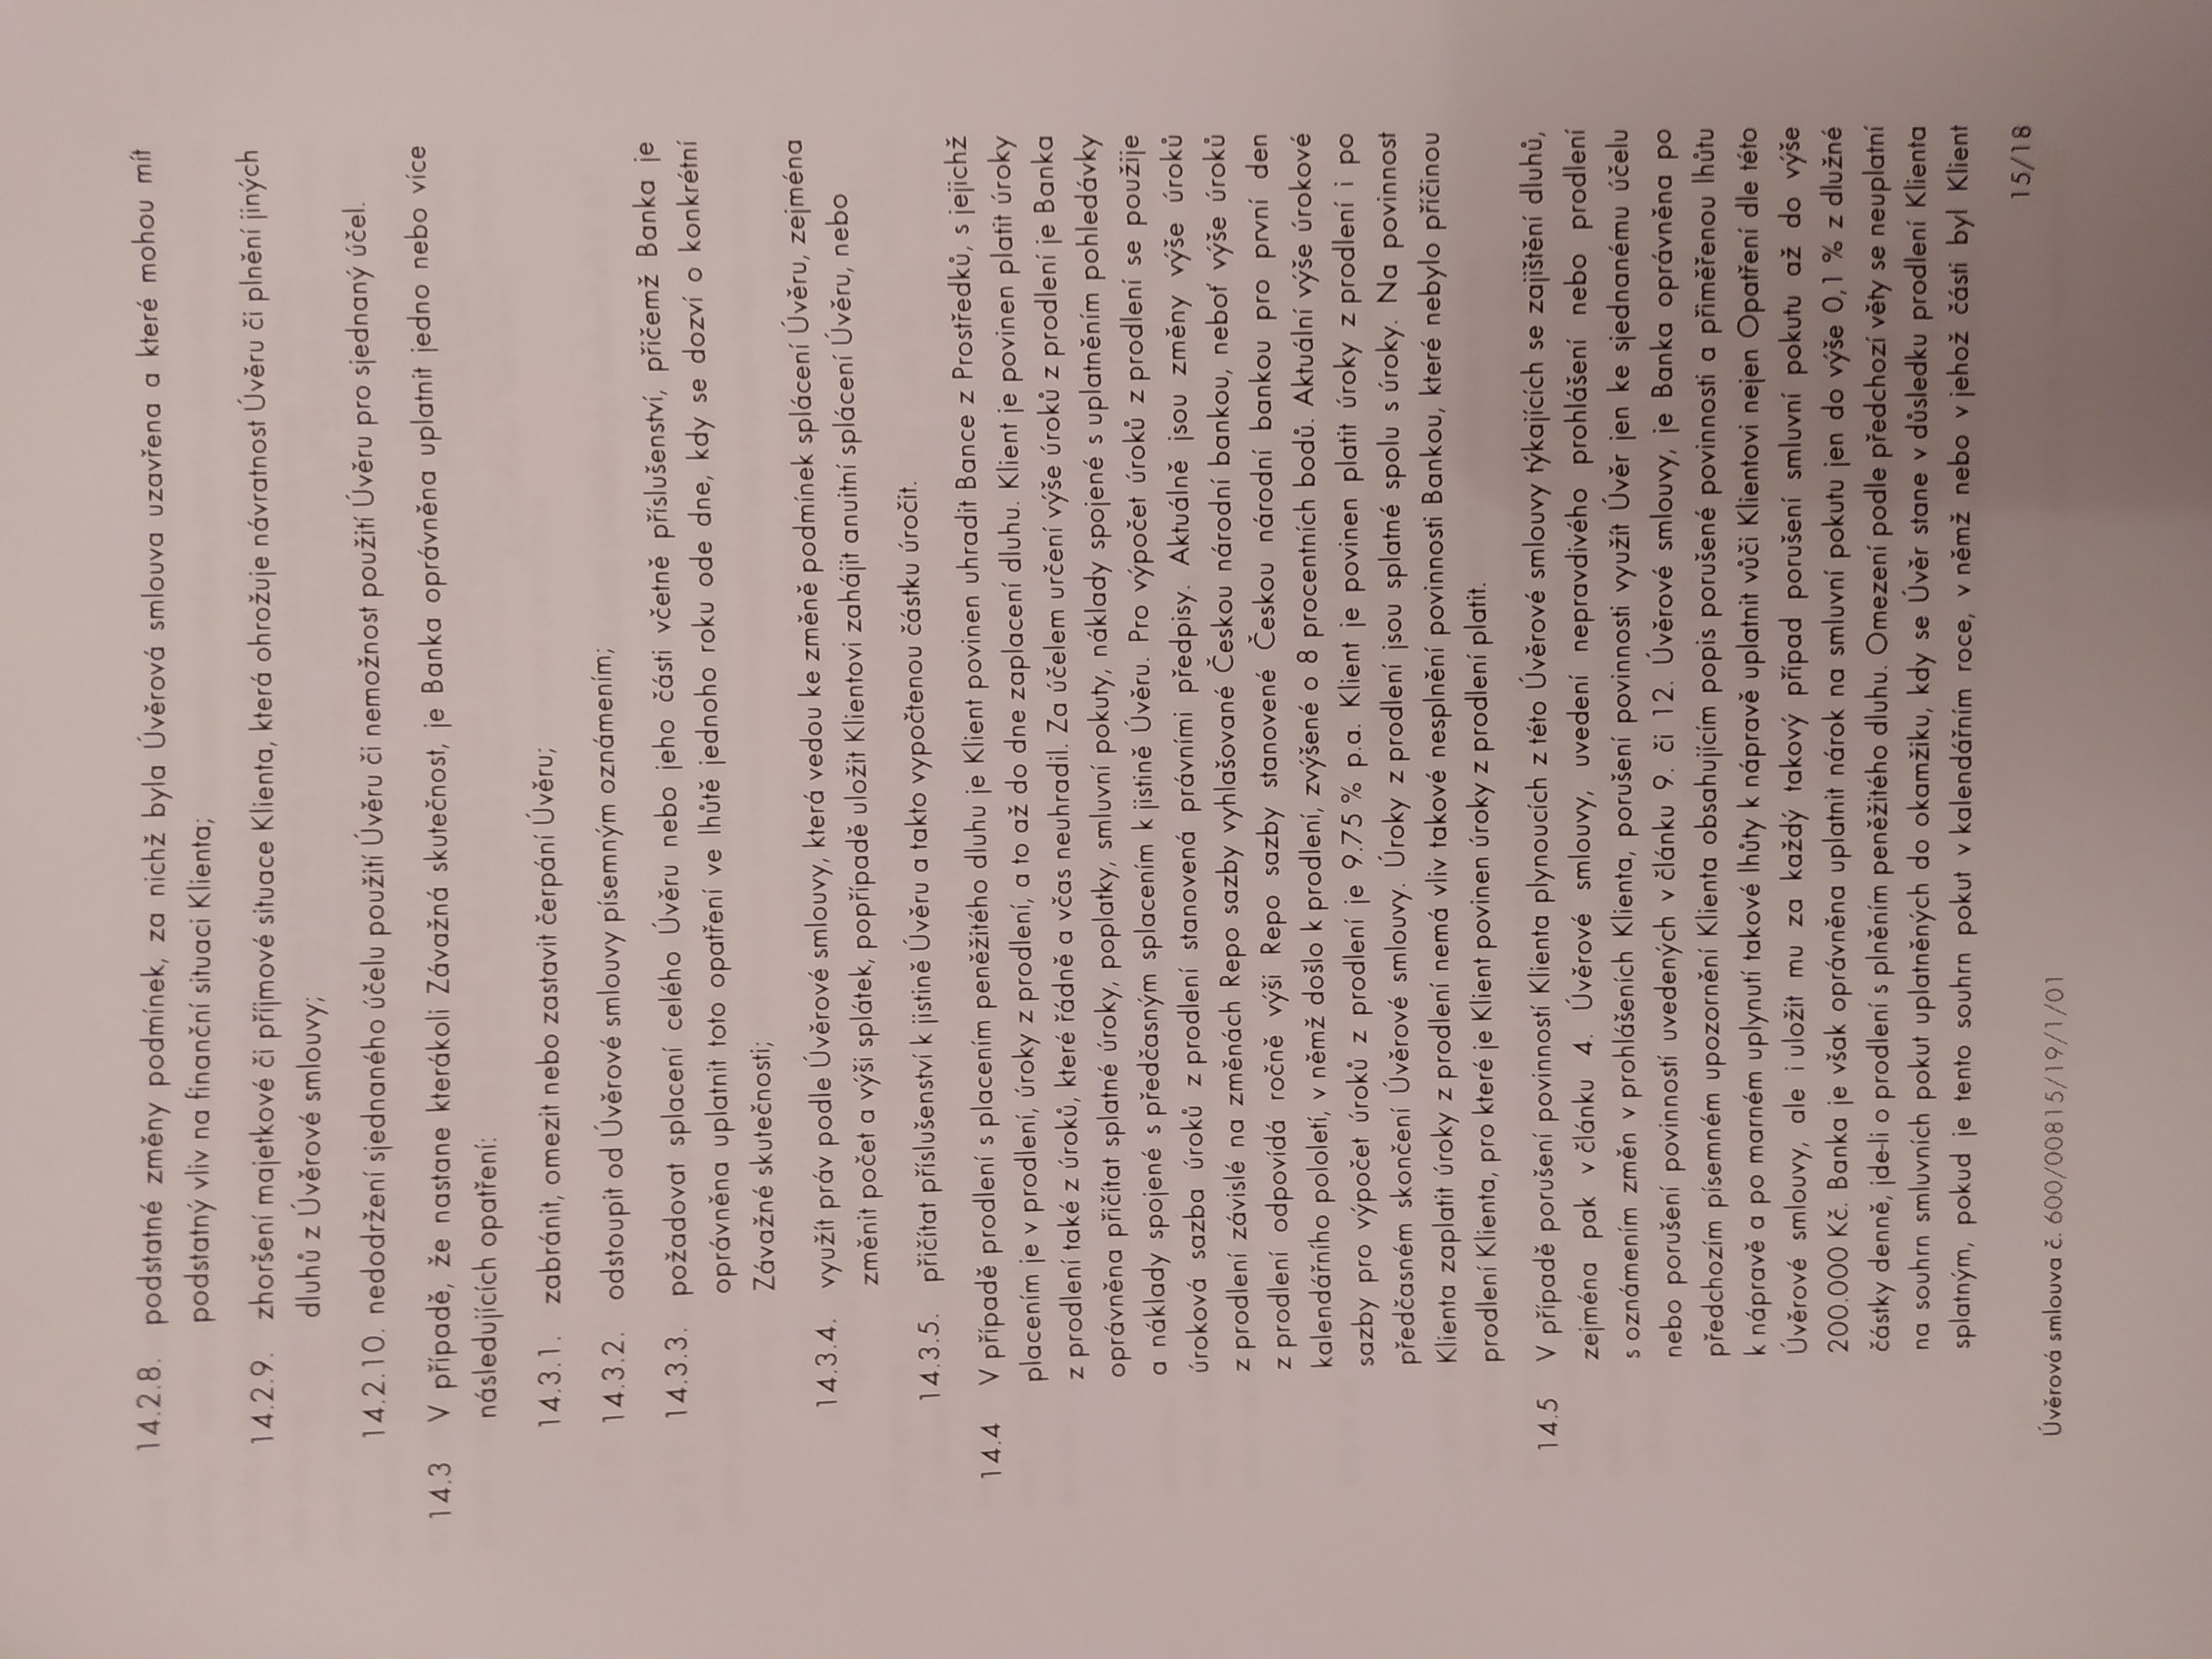 14.2.8. podstatné změny podmínek, za nichž byla Úvěrová smlouva uzavřena a které mohou mít
podstatný vliv na finanční situaci Klienta;
14.2.9. zhoršení majetkové či příjmové situace Klienta, která ohrožuje návratnost Úvěru či plnění jiných
dluhů z Úvěrové smlouvy;
14.2.10. nedodržení sjednaného účelu použití Úvěru či nemožnost použití Úvěru pro sjednaný účel.
14.3 V případě, že nastane kterákoli Závažná skutečnost, je Banka oprávněna uplatnit jedno nebo více
následujících opatření:
14.3.1. zabránit, omezit nebo zastavit čerpání Úvěru;
14.3.2. odstoupit od Úvěrové smlouvy písemným oznámením;
14.3.3. požadovat splacení celého Úvěru nebo jeho části včetně příslušenství, přičemž Banka je
oprávněna uplatnit toto opatření ve lhůtě jednoho roku ode dne, kdy se dozví o konkrétní
Závažné skutečnosti;
14.3.4. využít práv podle Úvěrové smlouvy, která vedou ke změně podmínek splácení Úvěru, zejména
změnit počet a výši splátek, popřípadě uložit Klientovi zahájit anuitní splácení Úvěru, nebo
14.3.5. přičítat příslušenství k jistině Úvěru a takto vypočtenou částku úročit.
14.4 V případě prodlení s placením peněžitého dluhu je Klient povinen uhradit Bance z Prostředků, s jejichž
placením je v prodlení, úroky z prodlení, a to až do dne zaplacení dluhu. Klient je povinen platit úroky
z prodlení také z úroků, které řádně a včas neuhradil. Za účelem určení výše úroků z prodlení je Banka
oprávněna přičítat splatné úroky, poplatky, smluvní pokuty, náklady spojené s uplatněním pohledávky
a náklady spojené s předčasným splacením k jistině Úvěru. Pro výpočet úroků z prodlení se použije
úroková sazba úroků z prodlení stanovená právními předpisy. Aktuálně jsou změny výše úroků
z prodlení závislé na změnách Repo sazby vyhlašované Českou národní bankou, neboť výše úroků
z prodlení odpovídá ročně výši Repo sazby stanovené Českou národní bankou pro první den
kalendářního pololetí, v němž došlo k prodlení, zvýšené o 8 procentních bodů. Aktuální výše úrokové
sazby pro výpočet úroků z prodlení je 9.75 % p.a. Klient je povinen platit úroky z prodlení i po
předčasném skončení Úvěrové smlouvy. Úroky z prodlení jsou splatné spolu s úroky. Na povinnost
Klienta zaplatit úroky z prodlení nemá vliv takové nesplnění povinnosti Bankou, které nebylo příčinou
prodlení Klienta, pro které je Klient povinen úroky z prodlení platit.
14.5 V případě porušení povinností Klienta plynoucích z této Úvěrové smlouvy týkajících se zajištění dluhů,
zejména pak v článku 4. Úvěrové smlouvy, uvedení nepravdivého prohlášení nebo prodlení
s oznámením změn v prohlášeních Klienta, porušení povinnosti využít Úvěr jen ke sjednanému účelu
nebo porušení povinností uvedených v článku 9. či 12. Úvěrové smlouvy, je Banka oprávněna po
předchozím písemném upozornění Klienta obsahujícím popis porušené povinnosti a přiměřenou lhůtu
k nápravě a po marném uplynutí takové lhůty k nápravě uplatnit vůči Klientovi nejen Opatření dle této
Úvěrové smlouvy, ale i uložit mu za každý takový případ porušení smluvní pokutu až do výše
200.000 Kč. Banka je však oprávněna uplatnit nárok na smluvní pokutu jen do výše 0,1 % z dlužné
částky denně, jde-li o prodlení s plněním peněžitého dluhu. Omezení podle předchozí věty se neuplatní
na souhrn smluvních pokut uplatněných do okamžiku, kdy se Úvěr stane v důsledku prodlení Klienta
splatným, pokud je tento souhrn pokut v kalendářním roce, v němž nebo v jehož části byl Klient
15/18
Úvěrová smlouva č. 600/00815/19/1/01